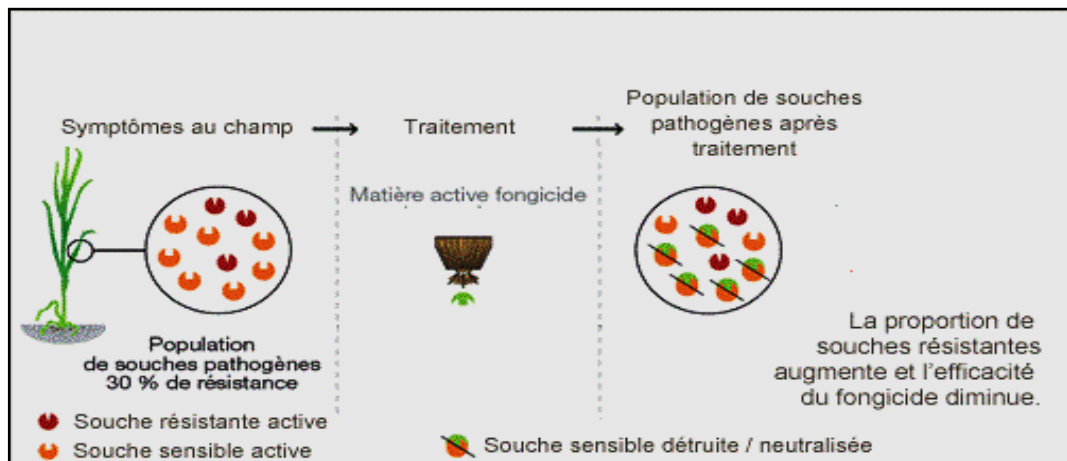 Symptômes au champ
Traitement
Population de souches
pathogènes après
traitement
Matière active fongicide
Population
de souches pathogènes
30 % de résistance
La proportion de
souches résistantes
augmente et l'efficacité
du fongicide diminue.
Souche résistante active
Souche sensible active
Souche sensible détruite / neutralisée